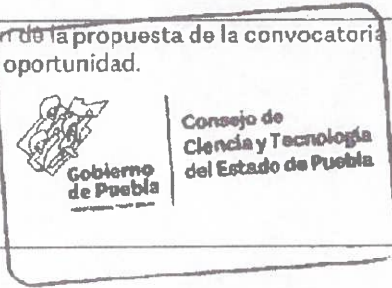 de la propuesta de la convocatoria
oportunidad.
Gobierno
de Puebla
Consejo de
Ciencia y Tecnología
del Estado de Puebla